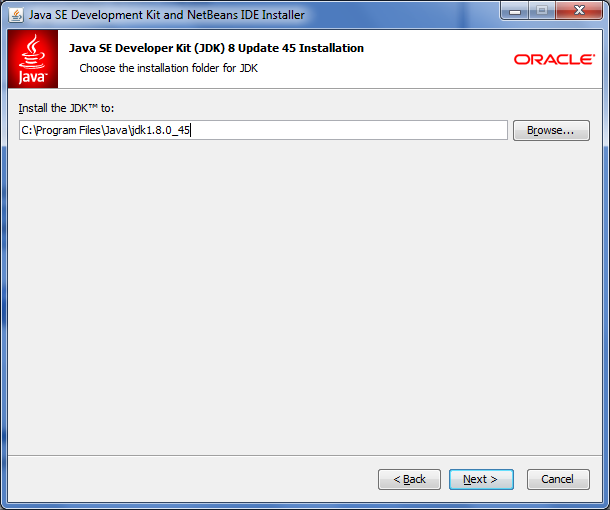 Java SE Development Kit and NetBeans IDE Installer
Java™
Java SE Developer Kit (JDK) 8 Update 45 Installation
Choose the installation folder for JDK
ORACLE®
Install the JDK™ to:
C:\Program Files\Java\jdk1.8.0_45
Browse...
< Back
Next >
Cancel